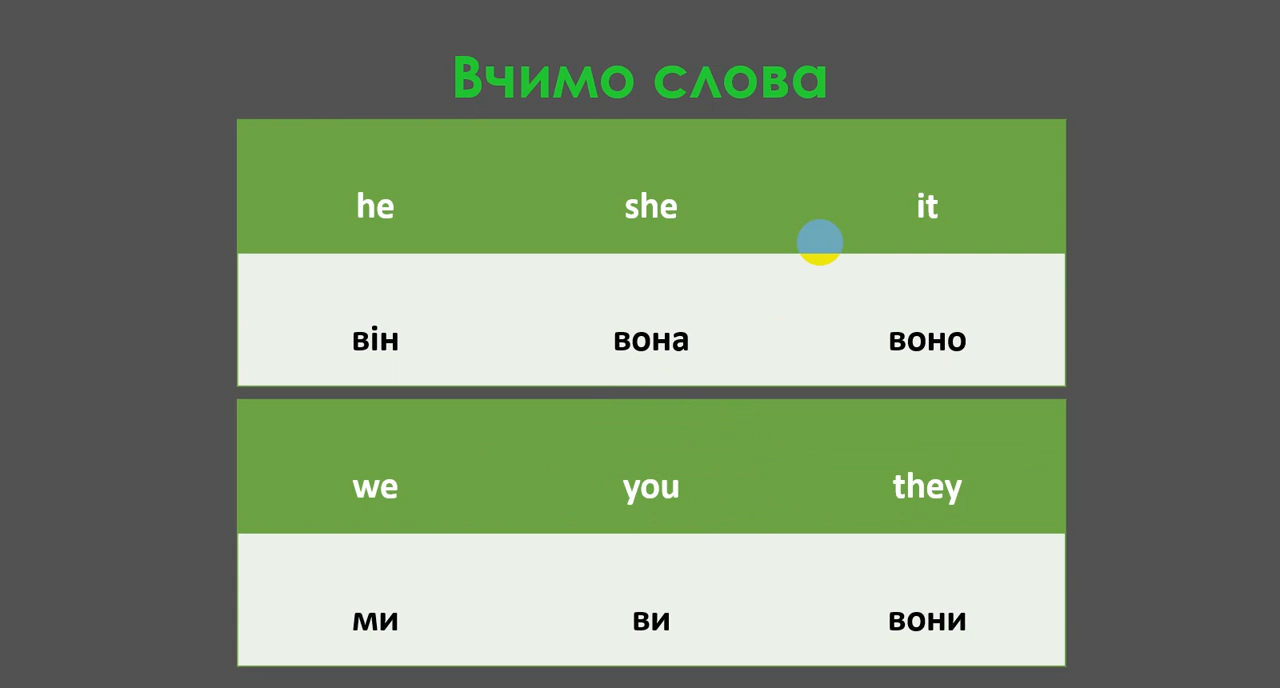 Вчимо слова
he she it
він вона воно
we you they
ми ви вони